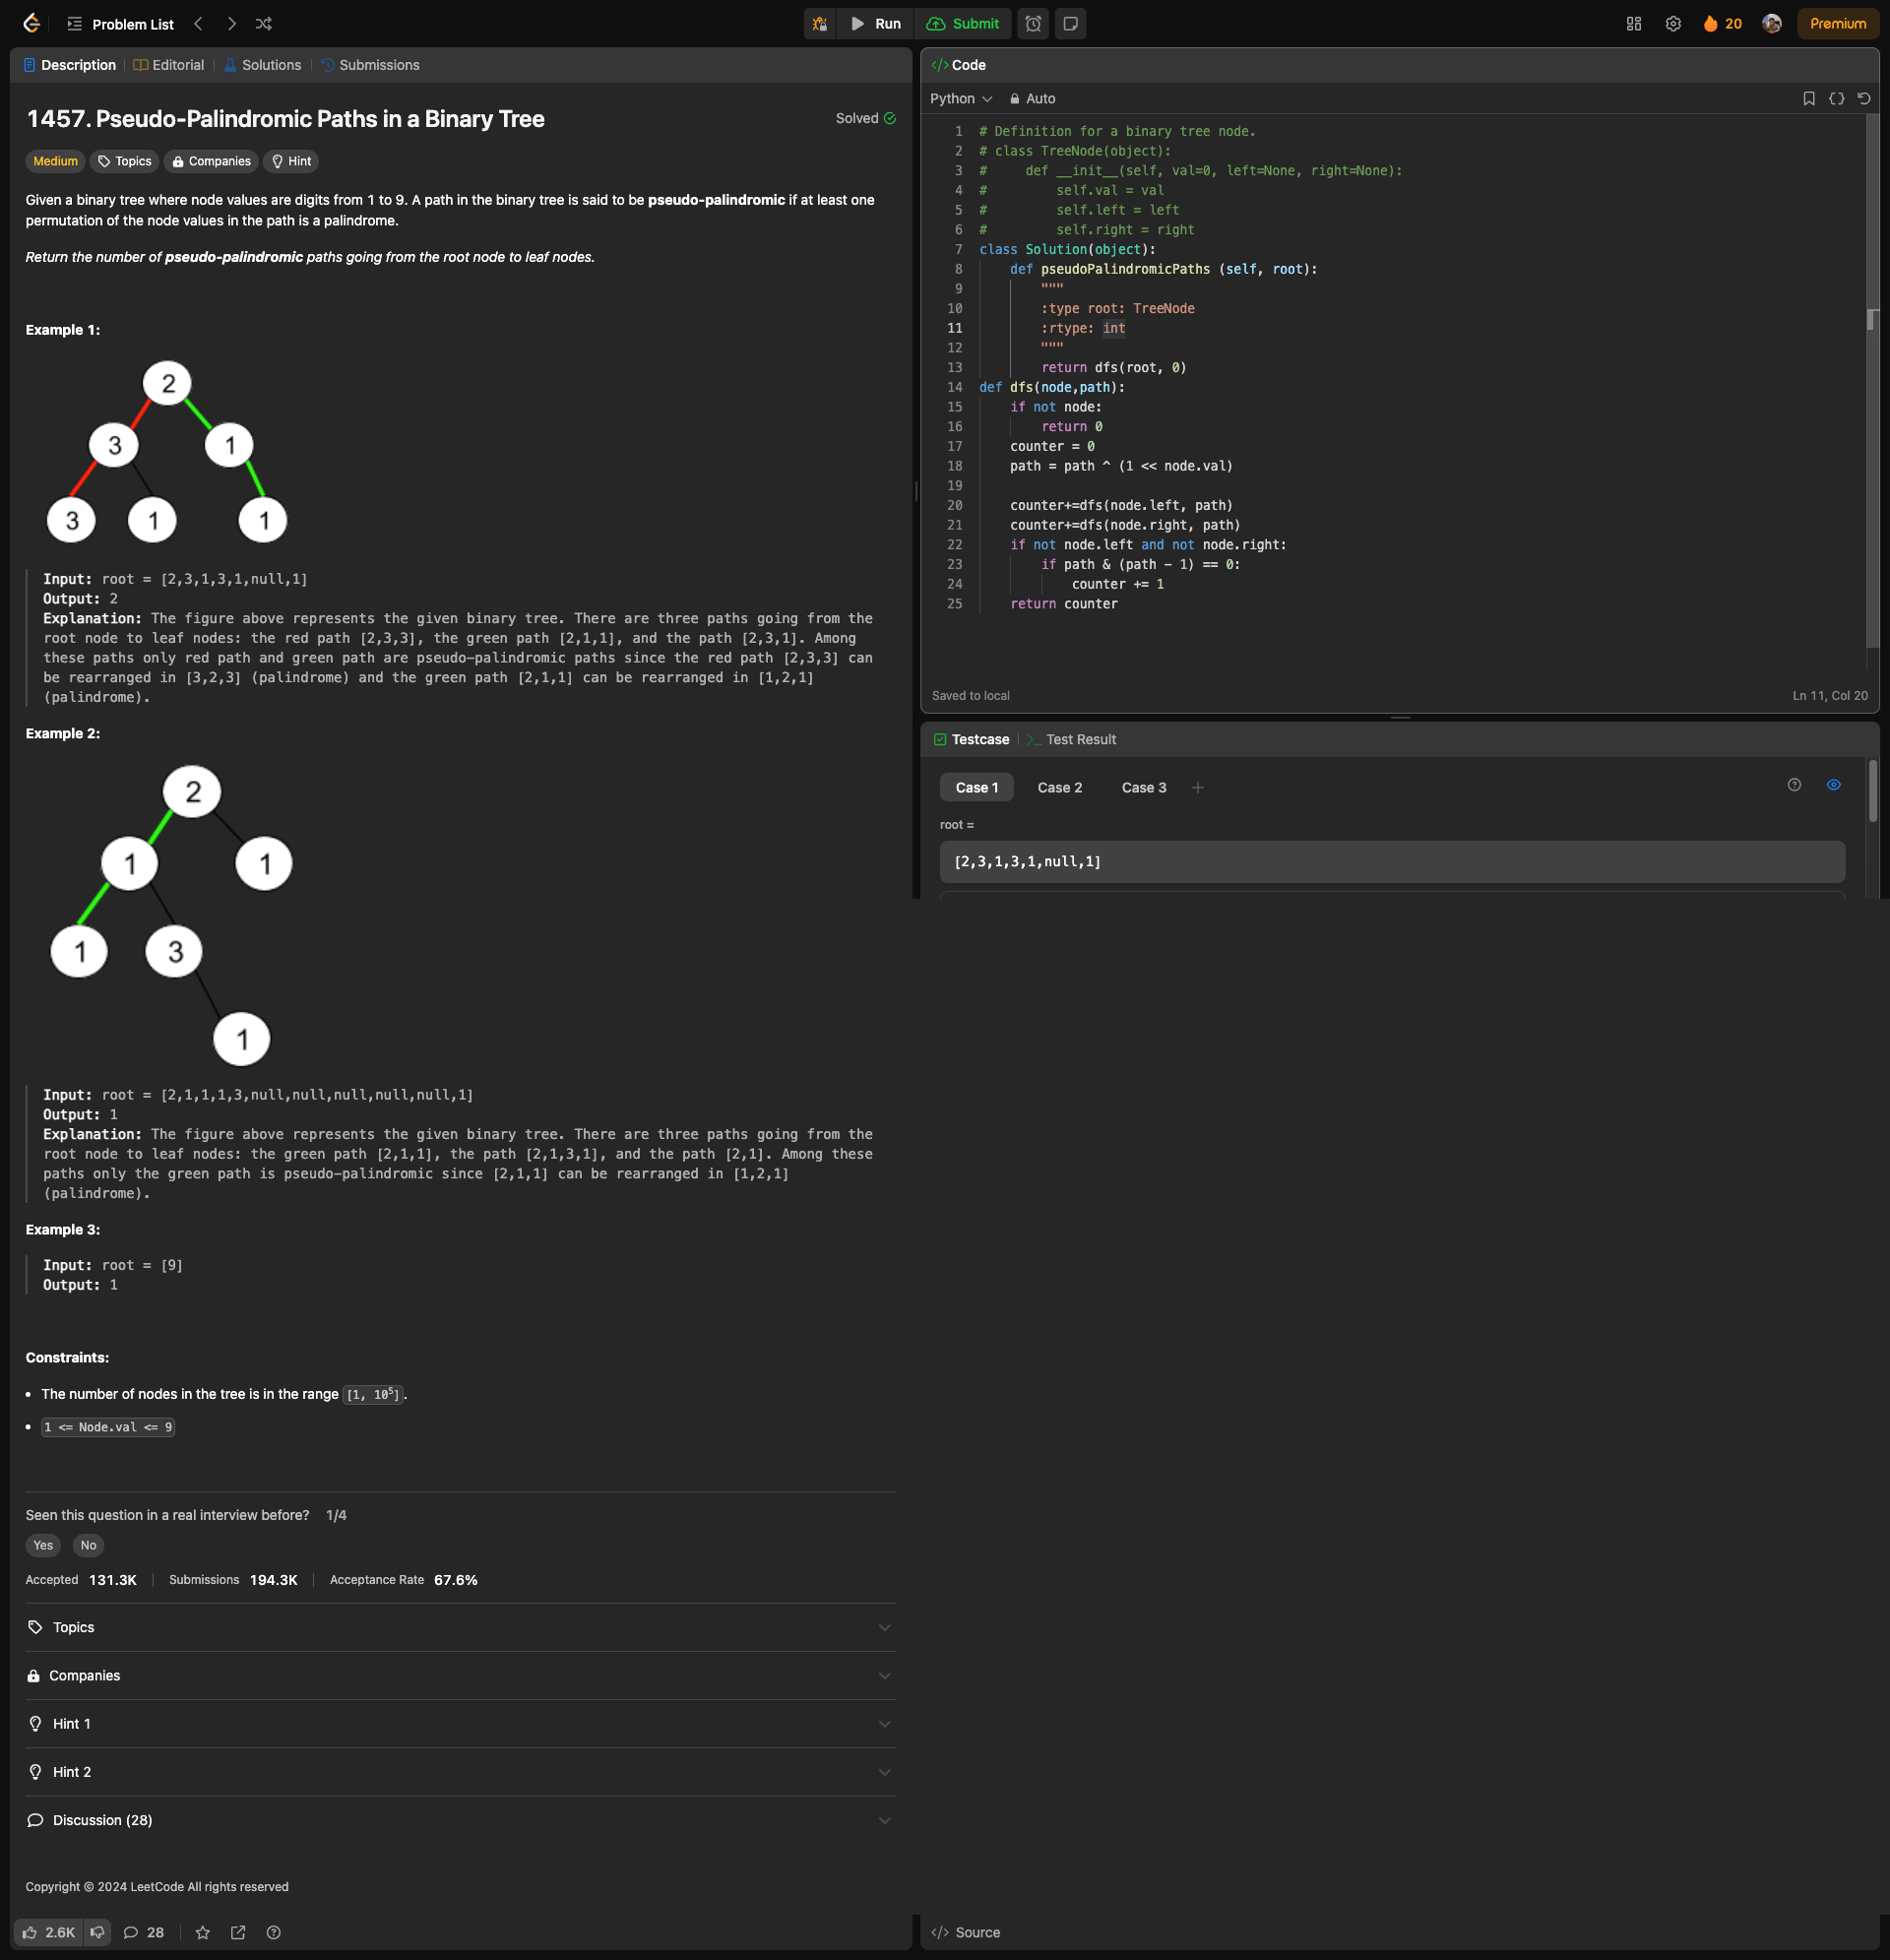 Problem List
Run
Submit
20
Premium
Description
Editorial
Solutions
Submissions
1457. Pseudo-Palindromic Paths in a Binary Tree
Solved
Medium
Topics
Companies
Hint
Given a binary tree where node values are digits from 1 to 9. A path in the binary tree is said to be pseudo-palindromic if at least one
permutation of the node values in the path is a palindrome.
Return the number of pseudo-palindromic paths going from the root node to leaf nodes.
Example 1:
2
3 1
3 1 1
Input: root = [2,3,1,3,1,null,1]
Output: 2
Explanation: The figure above represents the given binary tree. There are three paths going from the
root node to leaf nodes: the red path [2,3,3], the green path [2,1,1], and the path [2,3,1]. Among
these paths only red path and green path are pseudo-palindromic paths since the red path [2,3,3] can
be rearranged in [3,2,3] (palindrome) and the green path [2,1,1] can be rearranged in [1,2,1]
(palindrome).
Example 2:
2
1 1
1 3
1
Input: root = [2,1,1,1,3,null,null,null,null,null,1]
Output: 1
Explanation: The figure above represents the given binary tree. There are three paths going from the
root node to leaf nodes: the green path [2,1,1], the path [2,1,3,1], and the path [2,1]. Among these
paths only the green path is pseudo-palindromic since [2,1,1] can be rearranged in [1,2,1]
(palindrome).
Example 3:
Input: root = [9]
Output: 1
Constraints:
• The number of nodes in the tree is in the range [1, 10⁵].
• 1 <= Node.val <= 9
Seen this question in a real interview before? 1/4
Yes No
Accepted 131.3K
Submissions 194.3K
Acceptance Rate 67.6%
Topics
Companies
Hint 1
Hint 2
Discussion (28)
Copyright © 2024 LeetCode All rights reserved
2.6K
28
</> Code
Python
Auto
1 # Definition for a binary tree node.
2 # class TreeNode(object):
3 #     def __init__(self, val=0, left=None, right=None):
4 #         self.val = val
5 #         self.left = left
6 #         self.right = right
7 class Solution(object):
8     def pseudoPalindromicPaths (self, root):
9         """
10         :type root: TreeNode
11         :rtype: int
12         """
13         return dfs(root, 0)
14 def dfs(node,path):
15     if not node:
16         return 0
17     counter = 0
18     path = path ^ (1 << node.val)
19
20     counter+=dfs(node.left, path)
21     counter+=dfs(node.right, path)
22     if not node.left and not node.right:
23         if path & (path - 1) == 0:
24             counter += 1
25     return counter
Saved to local
Ln 11, Col 20
Testcase
>_ Test Result
Case 1
Case 2
Case 3
+
root =
[2,3,1,3,1,null,1]
</> Source